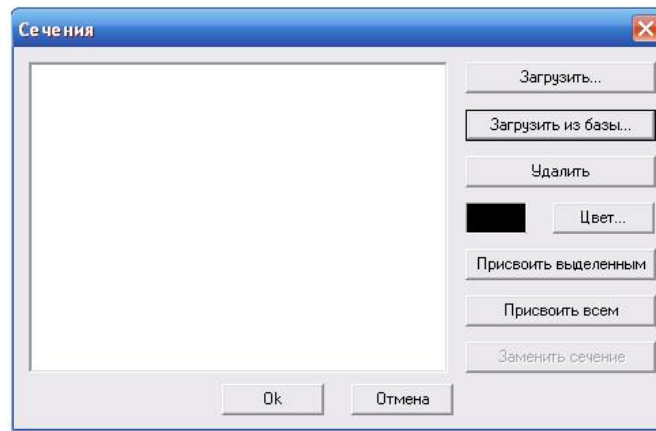 Сечения
Загрузить...
Загрузить из базы...
Удалить
Цвет...
Присвоить выделенным
Присвоить всем
Заменить сечение
Ok
Отмена